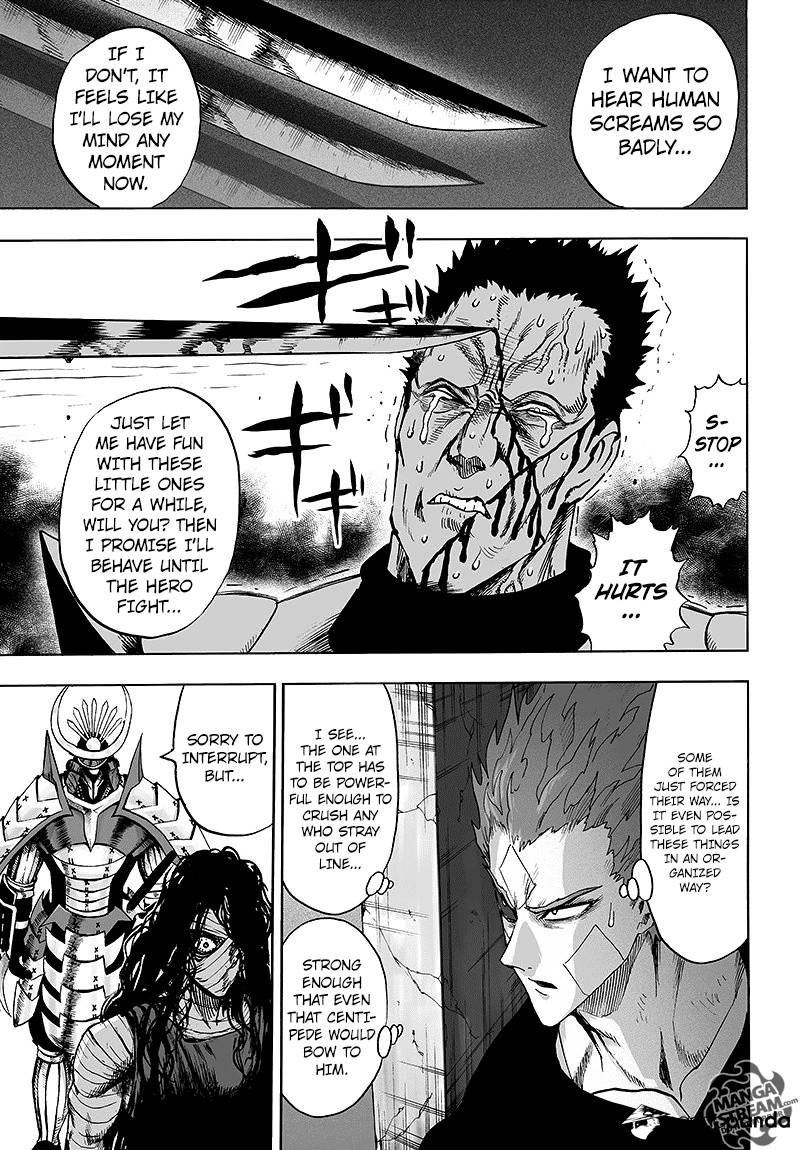 I WANT TO
HEAR HUMAN
SCREAMS SO
BADLY...
IF I
DON'T, IT
FEELS LIKE
I'LL LOSE MY
MIND ANY
MOMENT
NOW.
ギギ
ギ
S-
STOP
...
IT
HURTS
...
JUST LET
ME HAVE FUN
WITH THESE
LITTLE ONES
FOR A WHILE,
WILL YOU? THEN
I PROMISE I'LL
BEHAVE UNTIL
THE HERO
FIGHT...
SOME
OF THEM
JUST FORCED
THEIR WAY... IS
IT EVEN POS-
SIBLE TO LEAD
THESE THINGS
IN AN OR-
GANIZED
WAY?
I SEE...
THE ONE AT
THE TOP HAS
TO BE POWER-
FUL ENOUGH TO
CRUSH ANY
WHO STRAY
OUT OF
LINE...
STRONG
ENOUGH
THAT EVEN
THAT CENTI-
PEDE WOULD
BOW TO
HIM.
SORRY TO
INTERRUPT,
BUT...
MANGA
STREAM.com